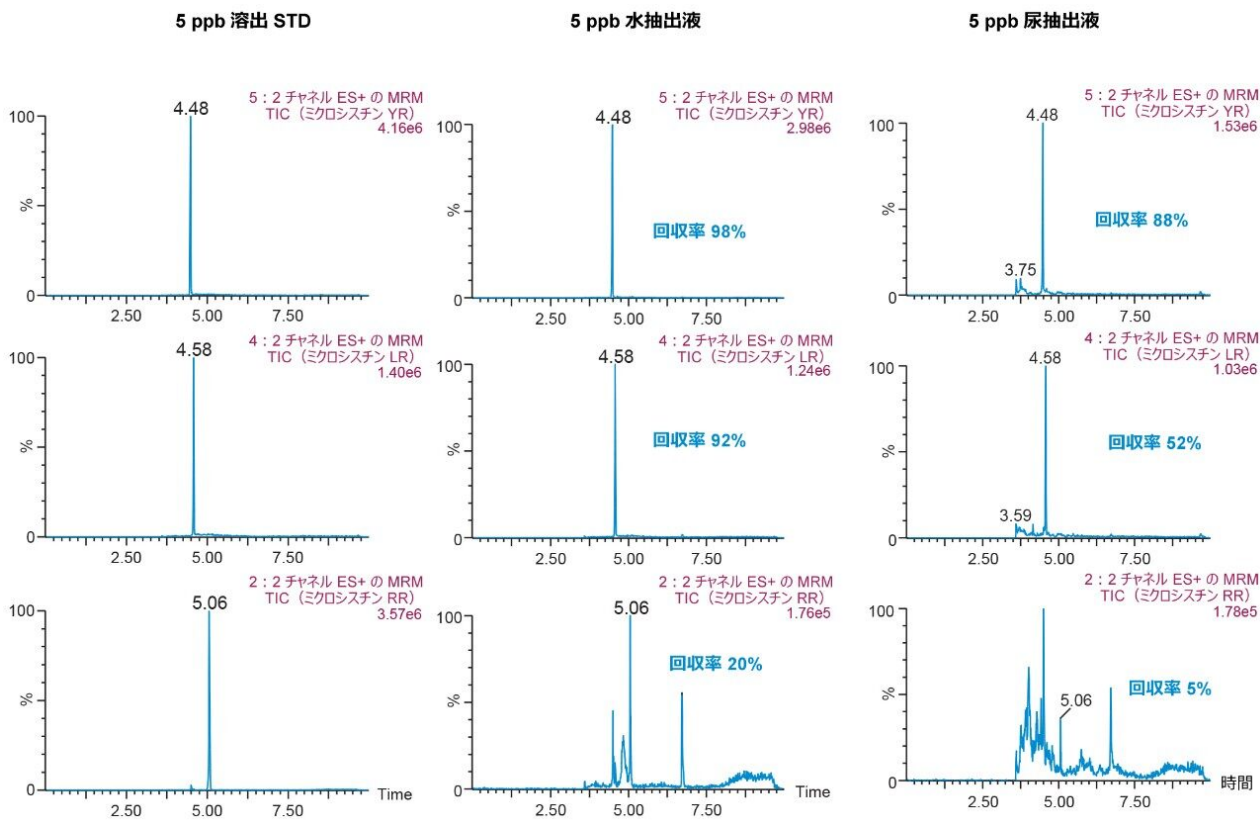 5 ppb 溶出 STD
5 ppb 水抽出液
5 ppb 尿抽出液
5：2 チャネル ES+ の MRM
TIC（ミクロシスチン YR）
4.16e6
100
4.48
%
0
2.50
5.00
7.50
5：2 チャネル ES+ の MRM
TIC（ミクロシスチン YR）
2.98e6
100
4.48
%
回収率 98%
0
2.50
5.00
7.50
5：2 チャネル ES+ の MRM
TIC（ミクロシスチン YR）
1.53e6
100
4.48
%
回収率 88%
3.75
0
2.50
5.00
7.50
4：2 チャネル ES+ の MRM
TIC（ミクロシスチン LR）
1.40e6
100
4.58
%
0
2.50
5.00
7.50
4：2 チャネル ES+ の MRM
TIC（ミクロシスチン LR）
1.24e6
100
4.58
%
回収率 92%
0
2.50
5.00
7.50
4：2 チャネル ES+ の MRM
TIC（ミクロシスチン LR）
1.03e6
100
4.58
%
回収率 52%
3.59
0
2.50
5.00
7.50
2：2 チャネル ES+ の MRM
TIC（ミクロシスチン RR）
3.57e6
100
5.06
%
0
Time
2.50
5.00
7.50
2：2 チャネル ES+ の MRM
TIC（ミクロシスチン RR）
1.76e5
100
5.06
回収率 20%
%
0
Time
2.50
5.00
7.50
2：2 チャネル ES+ の MRM
TIC（ミクロシスチン RR）
1.78e5
100
回収率 5%
5.06
%
0
時間
2.50
5.00
7.50